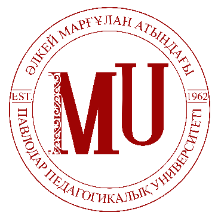 ӘЛКЕЙ МАРҒҰЛАН АТЫНДАҒЫ
EST.
1962
MU
ПАВЛОДАР ПЕДАГОГИКАЛЫҚ УНИВЕРСИТЕТІ